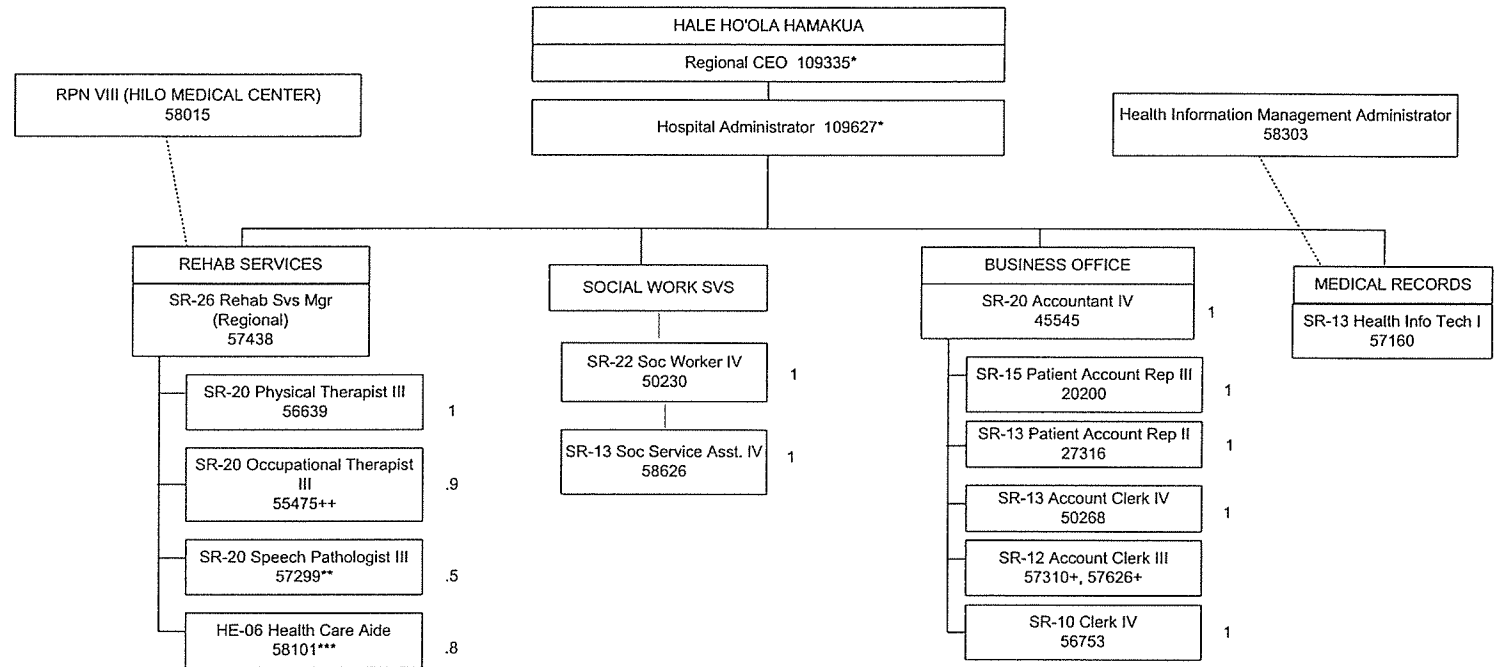 HALE HO'OLA HAMAKUA
Regional CEO 109335*
Hospital Administrator 109627*
RPN VIII (HILO MEDICAL CENTER)
58015
Health Information Management Administrator
58303
REHAB SERVICES
SR-26 Rehab Svs Mgr
(Regional)
57438
SR-20 Physical Therapist III
56639
1
SR-20 Occupational Therapist
III
55475++
.9
SR-20 Speech Pathologist III
57299**
.5
HE-06 Health Care Aide
58101***
.8
SOCIAL WORK SVS
SR-22 Soc Worker IV
50230
1
SR-13 Soc Service Asst. IV
58626
1
BUSINESS OFFICE
SR-20 Accountant IV
45545
1
SR-15 Patient Account Rep III
20200
1
SR-13 Patient Account Rep II
27316
1
SR-13 Account Clerk IV
50268
1
SR-12 Account Clerk III
57310+, 57626+
SR-10 Clerk IV
56753
1
MEDICAL RECORDS
SR-13 Health Info Tech I
57160